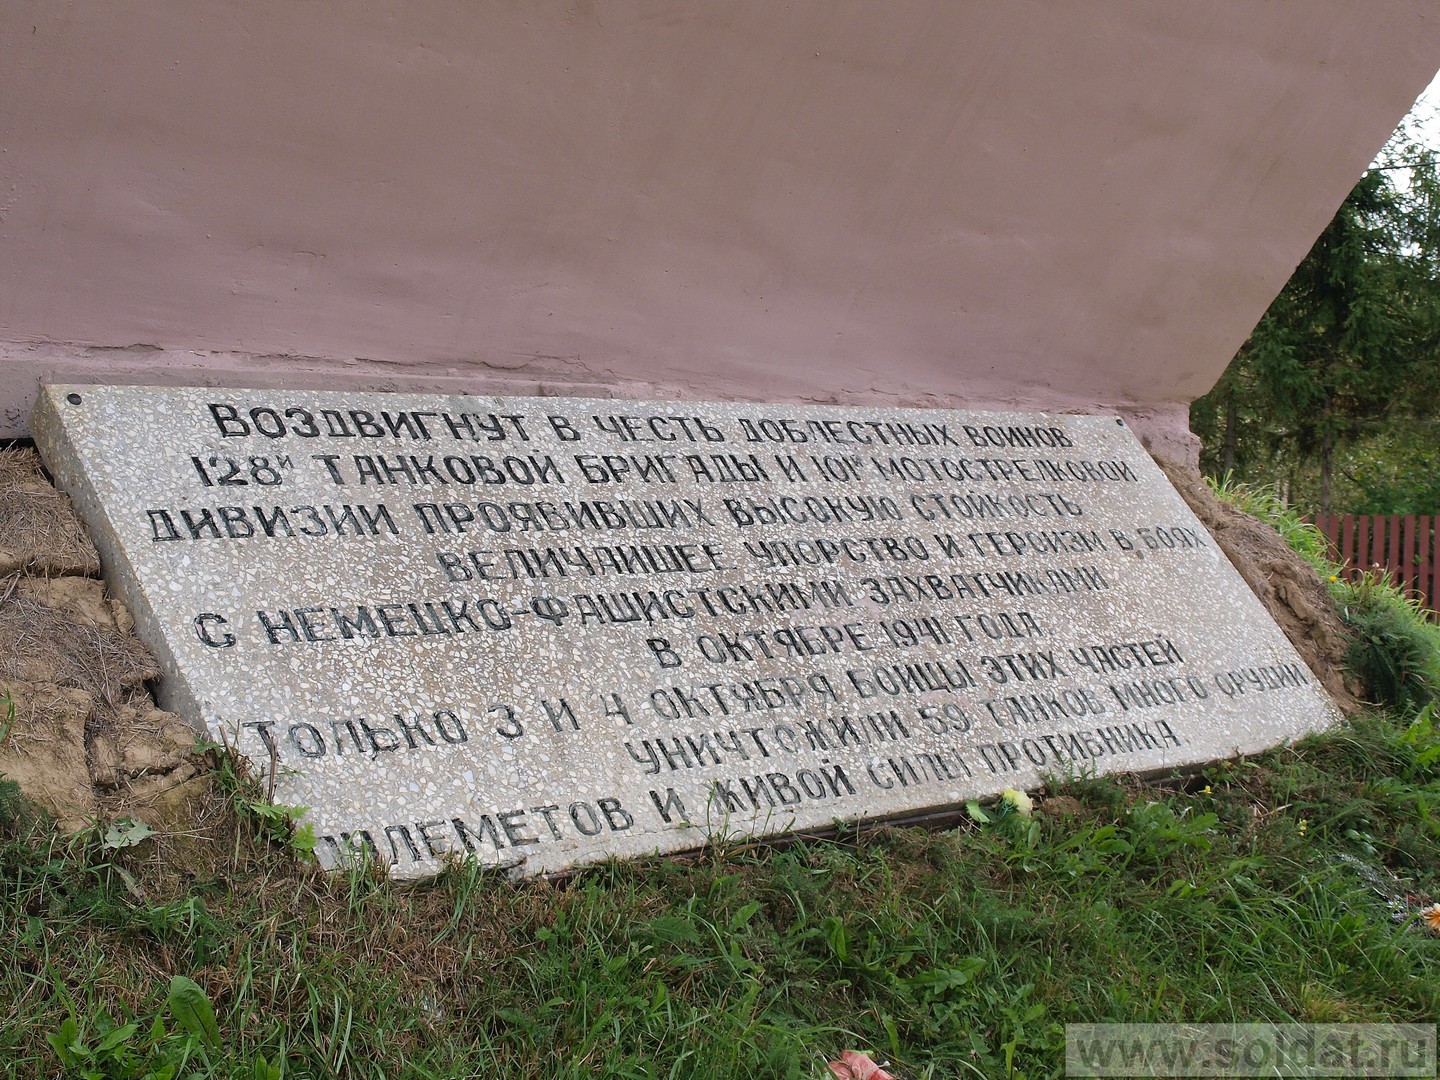 ВОЗДВИГНУТ В ЧЕСТЬ ДОБЛЕСТНЫХ ВОИНОВ
128Й ТАНКОВОЙ БРИГАДЫ И 101Й МОТОСТРЕЛКОВОЙ
ДИВИЗИИ ПРОЯВИВШИХ ВЫСОКУЮ СТОЙКОСТЬ
ВЕЛИЧАЙШЕЕ УПОРСТВО И ГЕРОИЗМ В БОЯХ
С НЕМЕЦКО-ФАШИСТСКИМИ ЗАХВАТЧИКАМИ
В ОКТЯБРЕ 1941 ГОДА.
ТОЛЬКО 3 И 4 ОКТЯБРЯ БОЙЦЫ ЭТИХ ЧАСТЕЙ
УНИЧТОЖИЛИ 59 ТАНКОВ МНОГО ОРУДИЙ
ПУЛЕМЕТОВ И ЖИВОЙ СИЛЫ ПРОТИВНИКА
www.soldat.ru